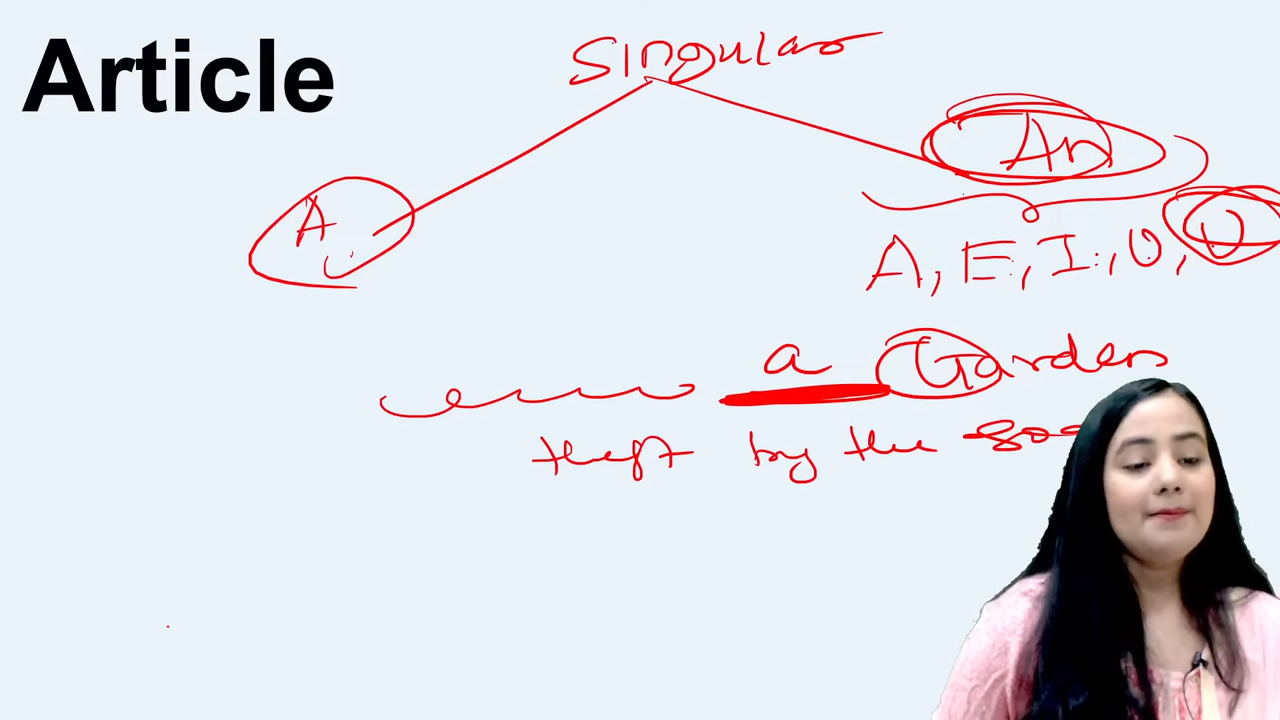 Article
Singular
A
An
A, E, I, O, U
a Garden
theft by the